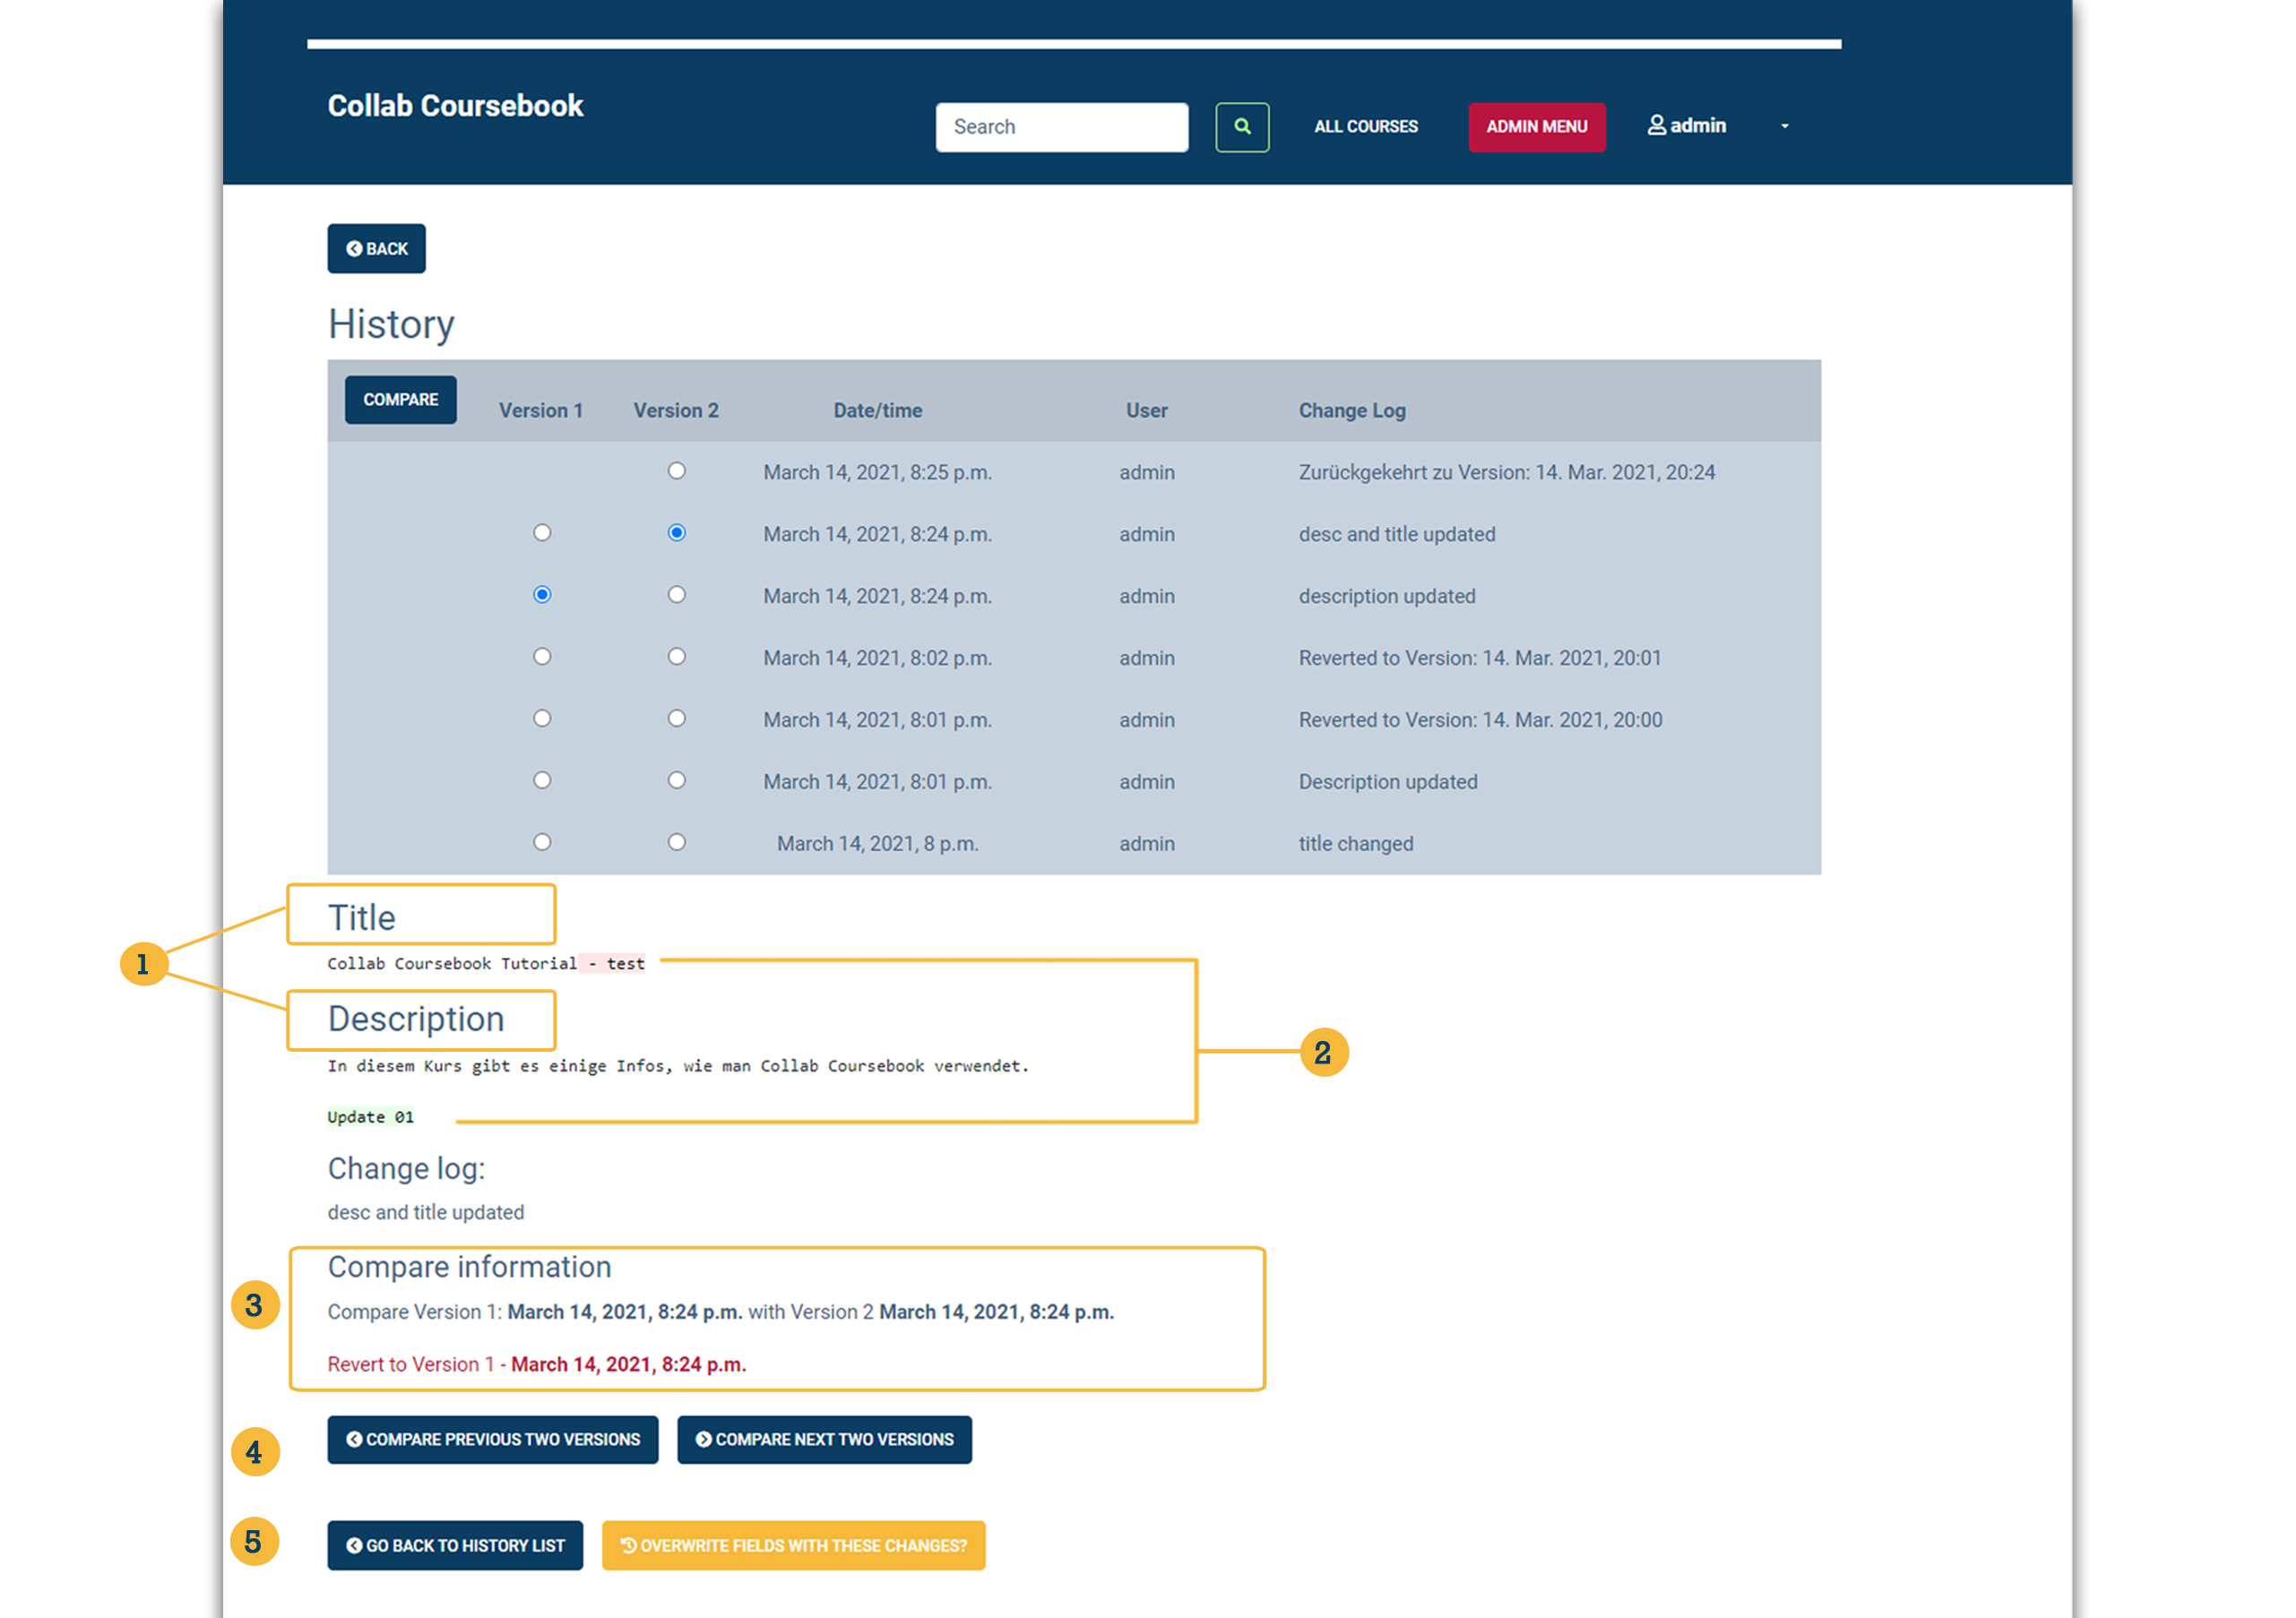 Collab Coursebook
Search
ALL COURSES
ADMIN MENU
admin
BACK
History
COMPARE Version 1 Version 2 Date/time User Change Log
March 14, 2021, 8:25 p.m. admin Zurückgekehrt zu Version: 14. Mar. 2021, 20:24
March 14, 2021, 8:24 p.m. admin desc and title updated
March 14, 2021, 8:24 p.m. admin description updated
March 14, 2021, 8:02 p.m. admin Reverted to Version: 14. Mar. 2021, 20:01
March 14, 2021, 8:01 p.m. admin Reverted to Version: 14. Mar. 2021, 20:00
March 14, 2021, 8:01 p.m. admin Description updated
March 14, 2021, 8 p.m. admin title changed
Title
1
Collab Coursebook Tutorial - test
Description
2
In diesem Kurs gibt es einige Infos, wie man Collab Coursebook verwendet.
Update 01
Change log:
desc and title updated
Compare information
3
Compare Version 1: March 14, 2021, 8:24 p.m. with Version 2 March 14, 2021, 8:24 p.m.
Revert to Version 1 - March 14, 2021, 8:24 p.m.
4
COMPARE PREVIOUS TWO VERSIONS
COMPARE NEXT TWO VERSIONS
5
GO BACK TO HISTORY LIST
OVERWRITE FIELDS WITH THESE CHANGES?